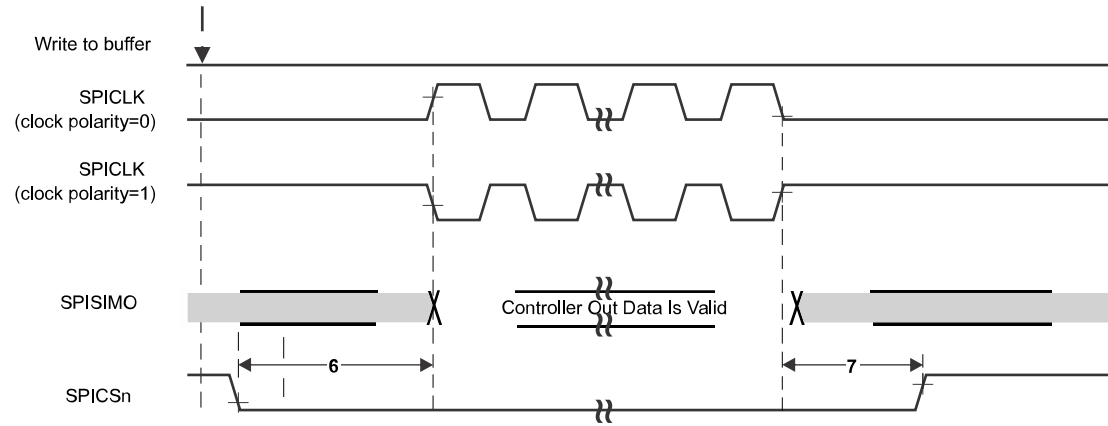 Write to buffer
SPICLK
(clock polarity=0)
SPICLK
(clock polarity=1)
SPISIMO
Controller Out Data Is Valid
6
7
SPICSn